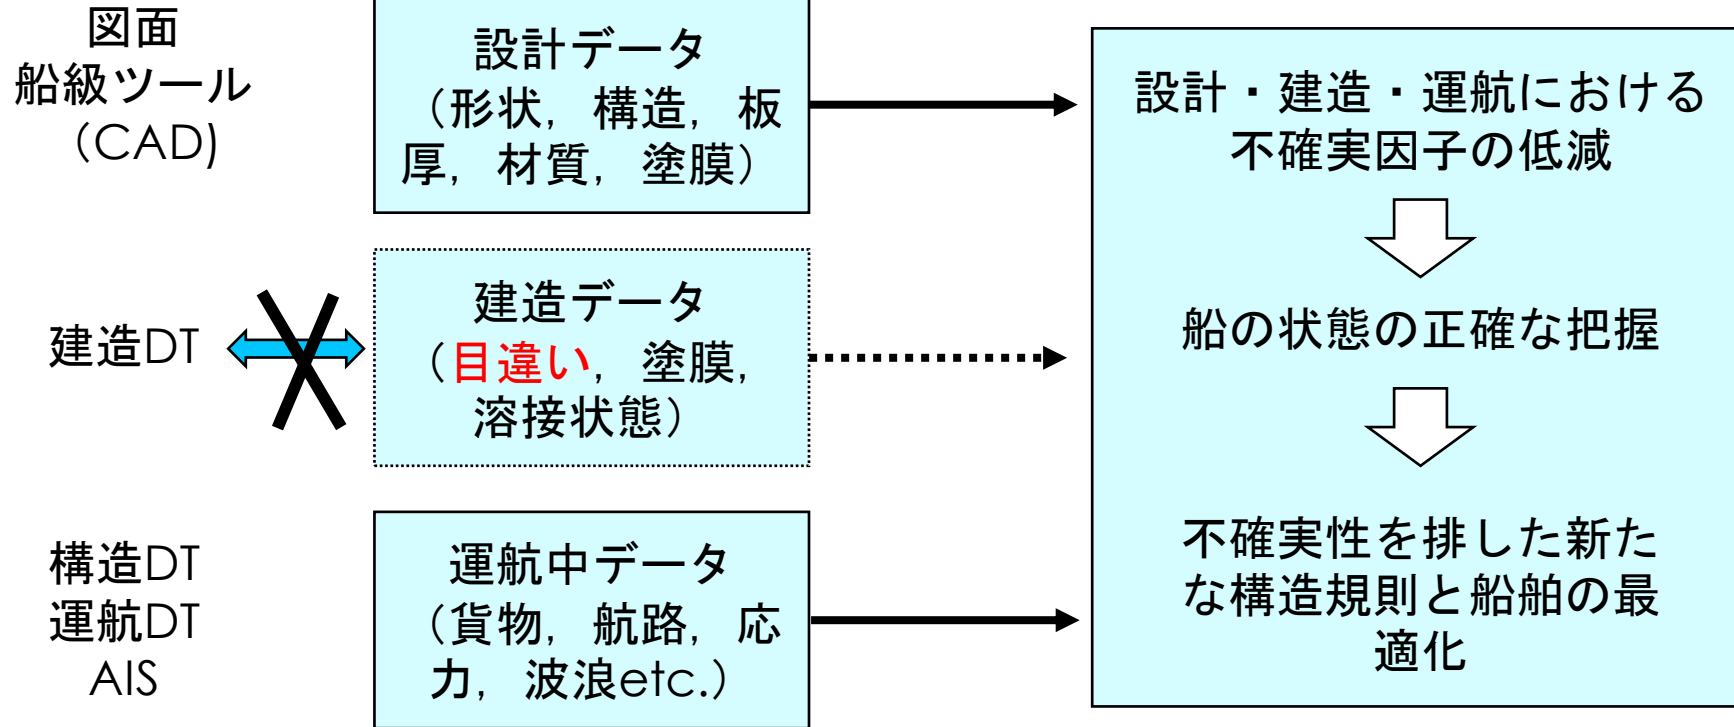 図面
船級ツール
（CAD)
設計データ
（形状，構造，板
厚，材質，塗膜）
建造DT
建造データ
（目違い，塗膜，
溶接状態）
構造DT
運航DT
AIS
運航中データ
（貨物，航路，応
力，波浪etc.）
設計・建造・運航における
不確実因子の低減
船の状態の正確な把握
不確実性を排した新た
な構造規則と船舶の最
適化